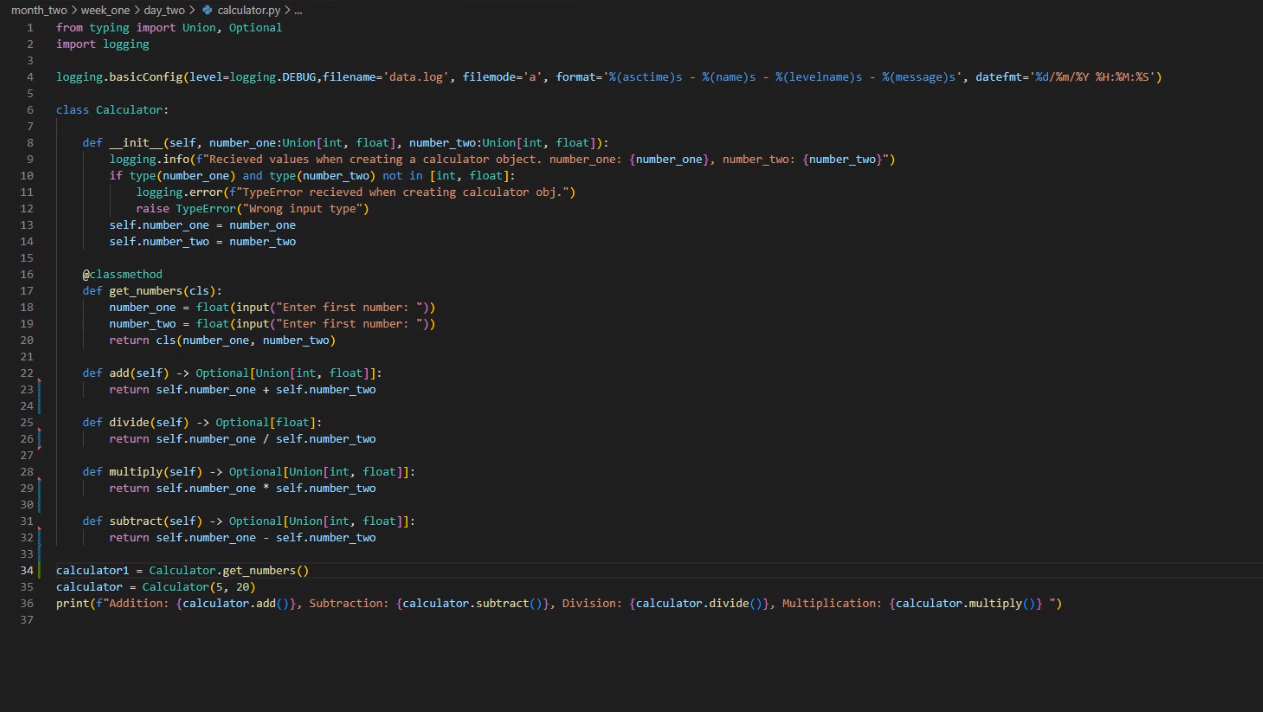 month_two > week_one > day_two > calculator.py > ...
1 from typing import Union, Optional
2 import logging
3
4 logging.basicConfig(level=logging.DEBUG,filename='data.log', filemode='a', format='%(asctime)s - %(name)s - %(levelname)s - %(message)s', datefmt='%d/%m/%Y %H:%M:%S')
5
6 class Calculator:
7
8     def __init__(self, number_one:Union[int, float], number_two:Union[int, float]):
9         logging.info(f"Recieved values when creating a calculator object. number_one: {number_one}, number_two: {number_two}")
10         if type(number_one) and type(number_two) not in [int, float]:
11             logging.error(f"TypeError recieved when creating calculator obj.")
12             raise TypeError("Wrong input type")
13         self.number_one = number_one
14         self.number_two = number_two
15
16     @classmethod
17     def get_numbers(cls):
18         number_one = float(input("Enter first number: "))
19         number_two = float(input("Enter first number: "))
20         return cls(number_one, number_two)
21
22     def add(self) -> Optional[Union[int, float]]:
23         return self.number_one + self.number_two
24
25     def divide(self) -> Optional[float]:
26         return self.number_one / self.number_two
27
28     def multiply(self) -> Optional[Union[int, float]]:
29         return self.number_one * self.number_two
30
31     def subtract(self) -> Optional[Union[int, float]]:
32         return self.number_one - self.number_two
33
34 calculator1 = Calculator.get_numbers()
35 calculator = Calculator(5, 20)
36 print(f"Addition: {calculator.add()}, Subtraction: {calculator.subtract()}, Division: {calculator.divide()}, Multiplication: {calculator.multiply()} ")
37